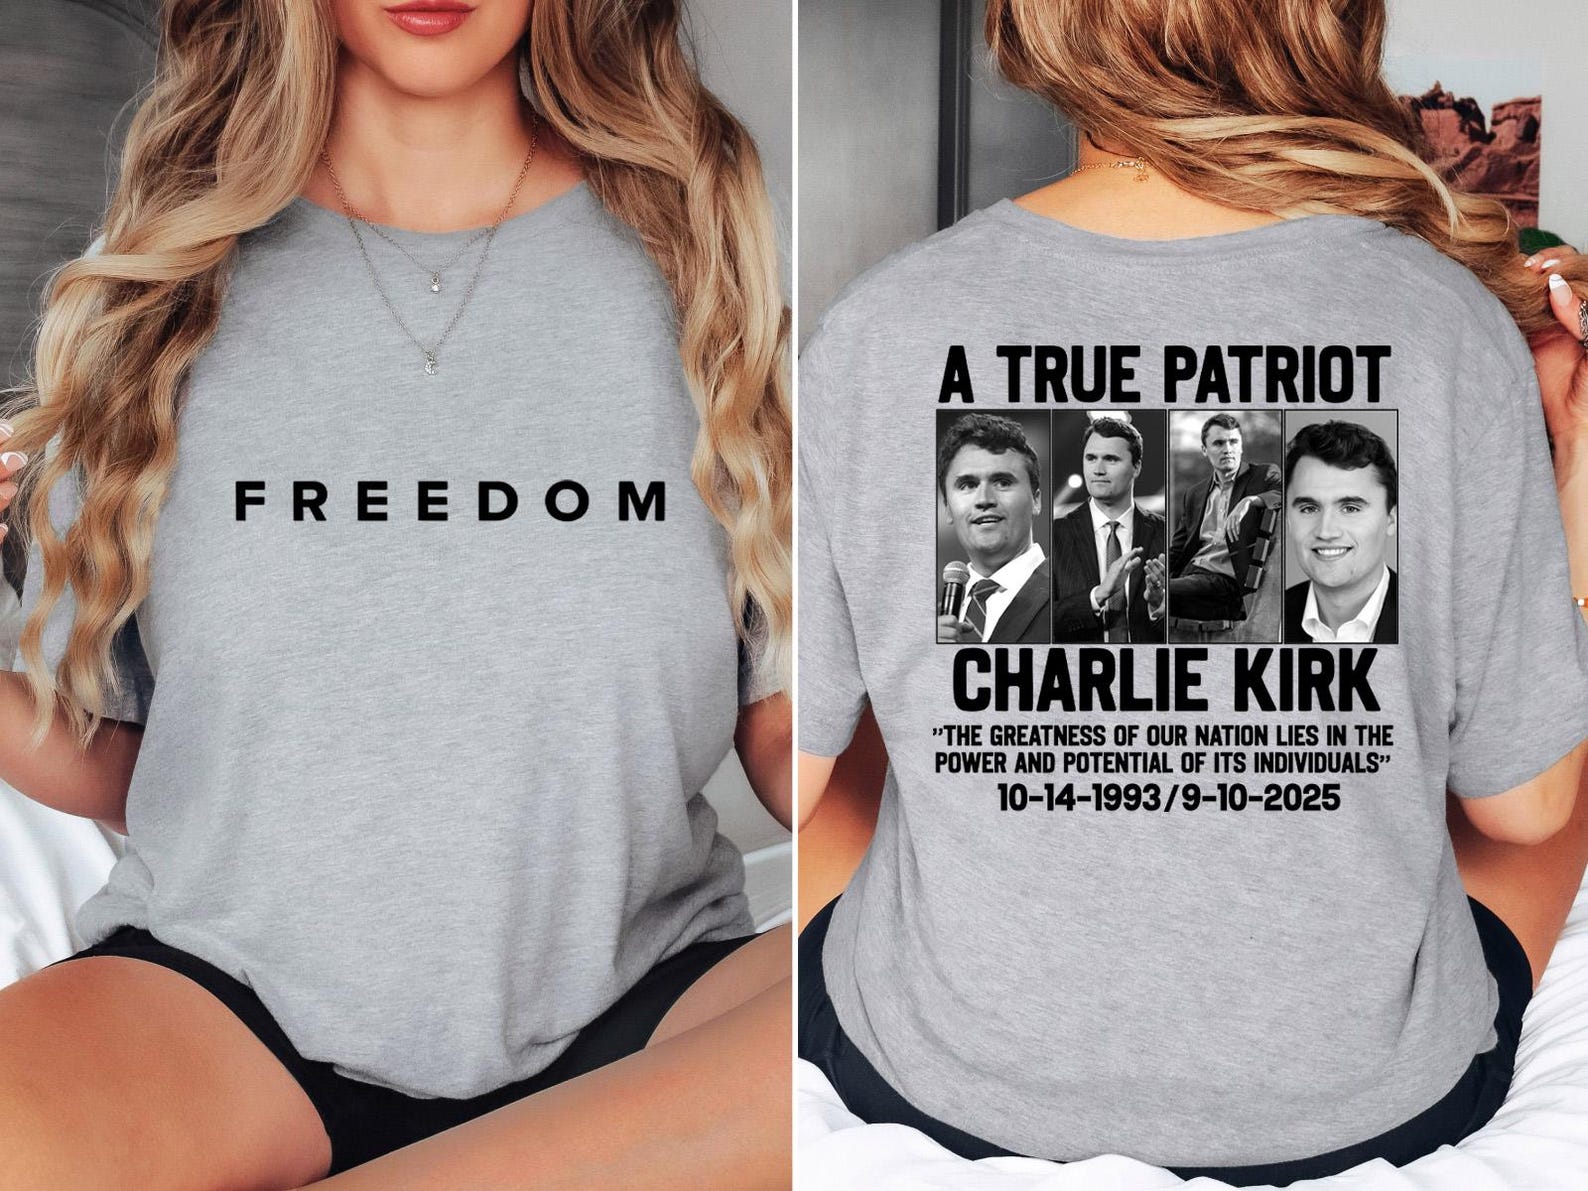 FREEDOM
A TRUE PATRIOT
CHARLIE KIRK
"THE GREATNESS OF OUR NATION LIES IN THE
POWER AND POTENTIAL OF ITS INDIVIDUALS"
10-14-1993/9-10-2025